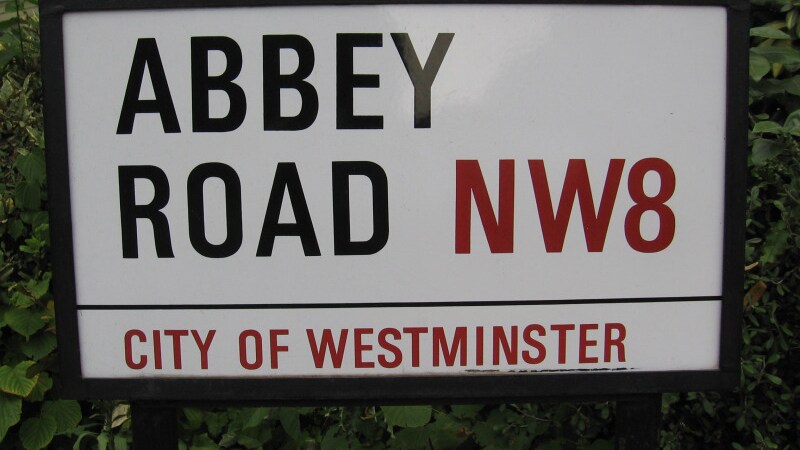 ABBEY
ROAD NW8
CITY OF WESTMINSTER